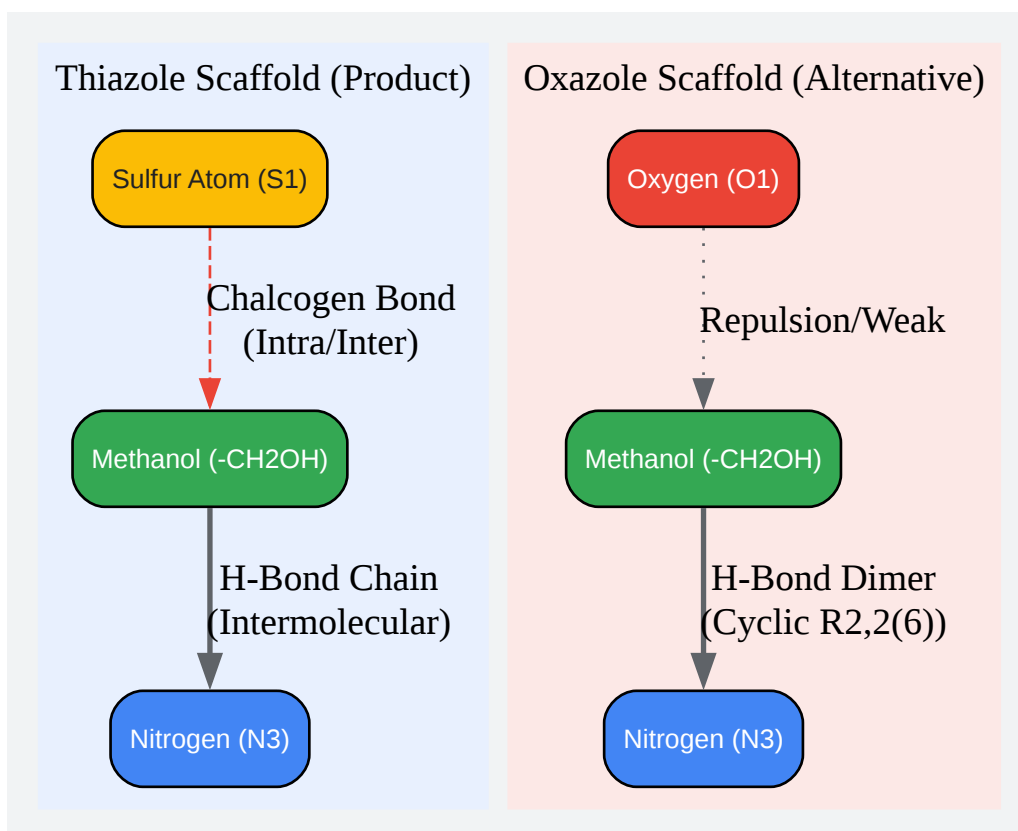 Thiazole Scaffold (Product)
Sulfur Atom (S1)
Chalcogen Bond
(Intra/Inter)
Methanol (-CH2OH)
H-Bond Chain
(Intermolecular)
Nitrogen (N3)
Oxazole Scaffold (Alternative)
Oxygen (O1)
Repulsion/Weak
Methanol (-CH2OH)
H-Bond Dimer
(Cyclic R2,2(6))
Nitrogen (N3)